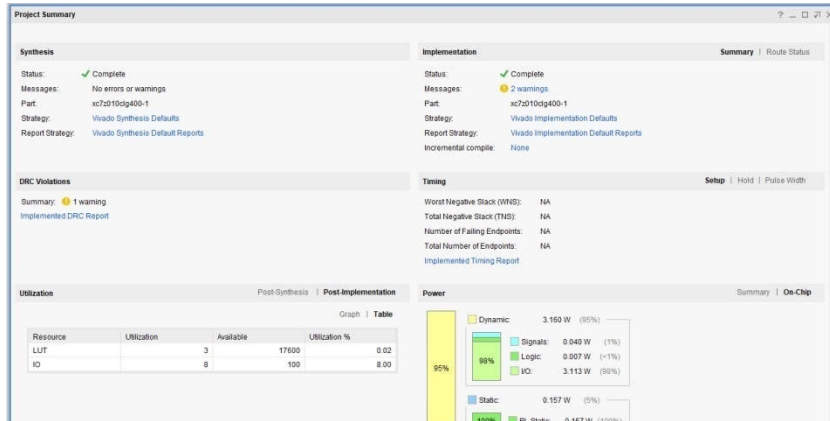 Project Summary
Synthesis
Status: Complete
Messages: No errors or warnings
Part: xc7z010clg400-1
Strategy: Vivado Synthesis Defaults
Report Strategy: Vivado Synthesis Default Reports
Implementation Summary | Route Status
Status: Complete
Messages: 2 warnings
Part: xc7z010clg400-1
Strategy: Vivado Implementation Defaults
Report Strategy: Vivado Implementation Default Reports
Incremental compile: None
DRC Violations
Summary: 1 warning
Implemented DRC Report
Timing Setup | Hold | Pulse Width
Worst Negative Slack (WNS): NA
Total Negative Slack (TNS): NA
Number of Failing Endpoints: NA
Total Number of Endpoints: NA
Implemented Timing Report
Utilization Post-Synthesis | Post-Implementation
Graph | Table
Resource Utilization Available Utilization %
LUT 3 17600 0.02
IO 8 100 8.00
Power Summary | On-Chip
95%
Dynamic: 3.160 W (95%)
98%
Signals: 0.040 W (1%)
Logic: 0.007 W (<1%)
I/O: 3.113 W (98%)
Static: 0.157 W (5%)
100% PL Static: 0.157 W (100%)